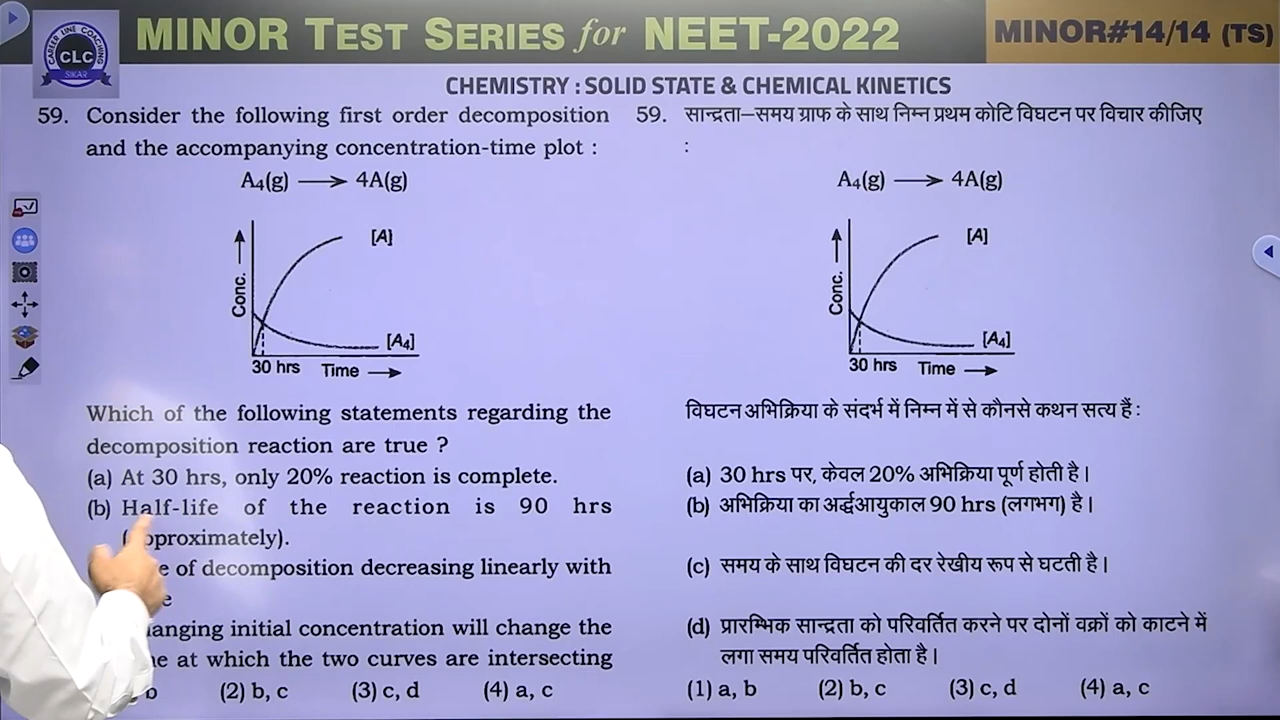 MINOR TEST SERIES for NEET-2022
MINOR#14/14 (TS)
CAREER LINE COACHING
CLC
SIKAR
CHEMISTRY : SOLID STATE & CHEMICAL KINETICS
59. Consider the following first order decomposition
and the accompanying concentration-time plot :
A₄(g) ⟶ 4A(g)
[A]
Conc.
[A₄]
30 hrs Time ⟶
Which of the following statements regarding the
decomposition reaction are true ?
(a) At 30 hrs, only 20% reaction is complete.
(b) Half-life of the reaction is 90 hrs
of decomposition decreasing linearly with
initial concentration will change the
at which the two curves are intersecting
b (2) b, c (3) c, d (4) a, c
59. सान्द्रता–समय ग्राफ के साथ निम्न प्रथम कोटि विघटन पर विचार कीजिए
:
A₄(g) ⟶ 4A(g)
[A]
Conc.
[A₄]
30 hrs Time ⟶
विघटन अभिक्रिया के संदर्भ में निम्न में से कौनसे कथन सत्य हैं :
(a) 30 hrs पर, केवल 20% अभिक्रिया पूर्ण होती है।
(b) अभिक्रिया का अर्द्धआयुकाल 90 hrs (लगभग) है।
(c) समय के साथ विघटन की दर रेखीय रूप से घटती है।
(d) प्रारम्भिक सान्द्रता को परिवर्तित करने पर दोनों वक्रों को काटने में
लगा समय परिवर्तित होता है।
(1) a, b (2) b, c (3) c, d (4) a, c